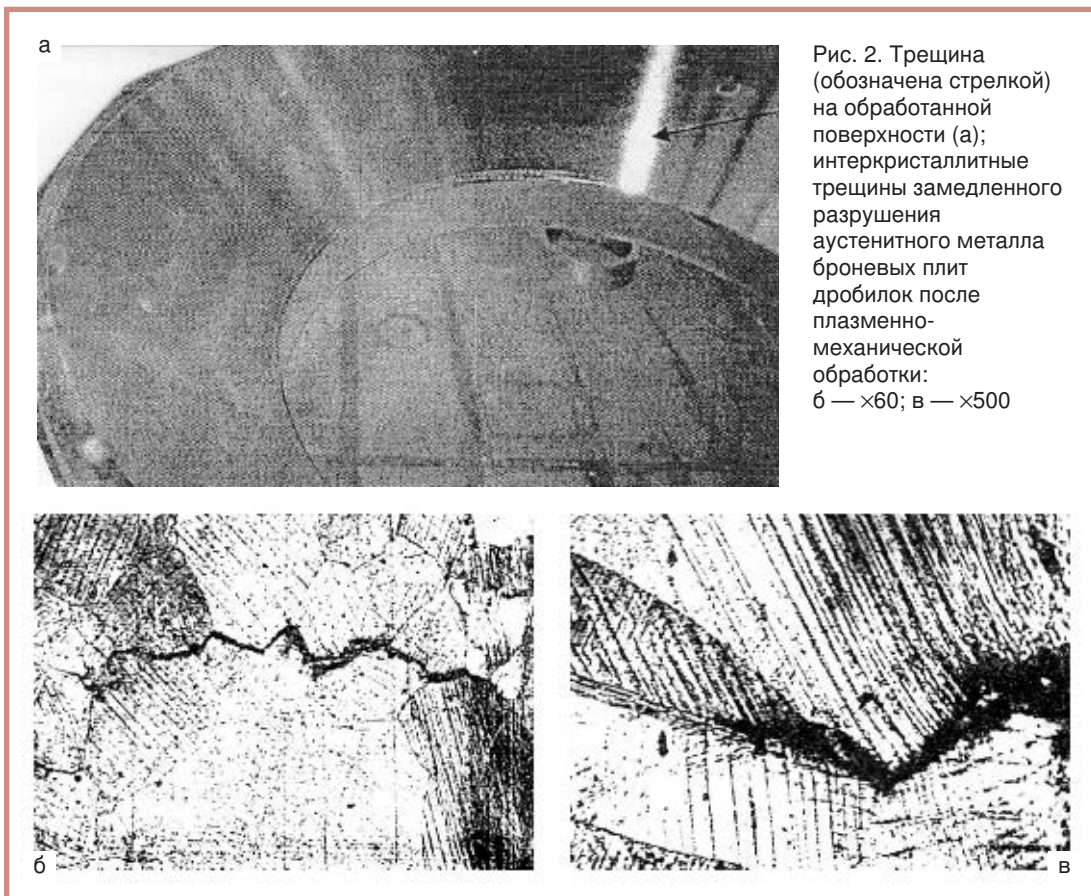 а
Рис. 2. Трещина
(обозначена стрелкой)
на обработанной
поверхности (а);
интеркристаллитные
трещины замедленного
разрушения
аустенитного металла
броневых плит
дробилок после
плазменно-
механической
обработки:
б — ×60; в — ×500
б
в